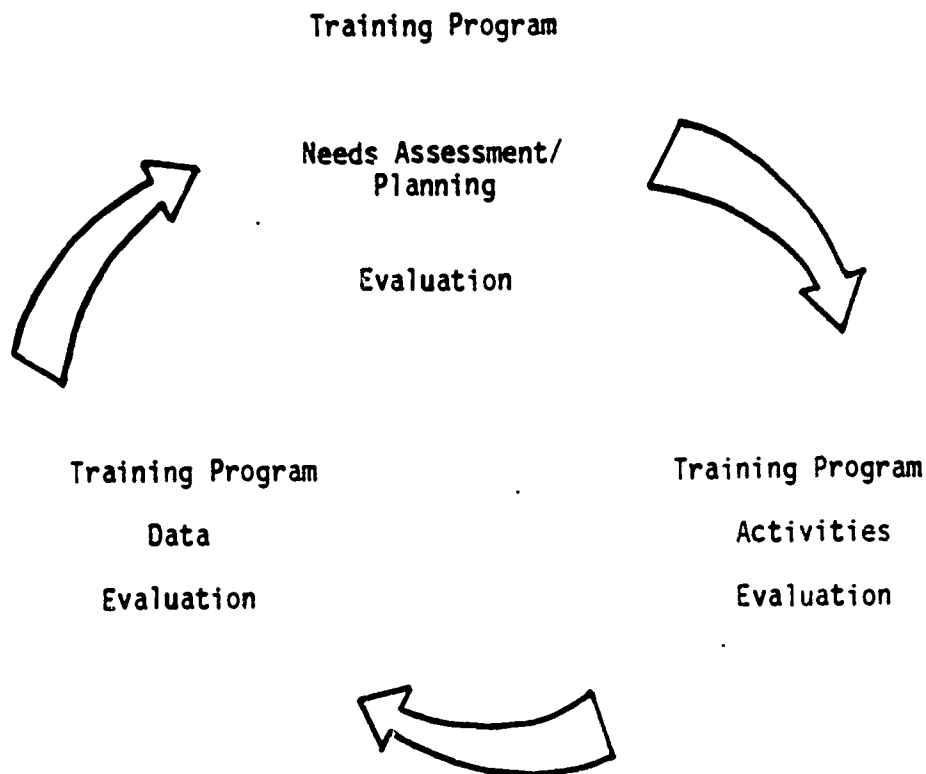 Training Program
Needs Assessment/
Planning
Evaluation
Training Program
Activities
Evaluation
Training Program
Data
Evaluation